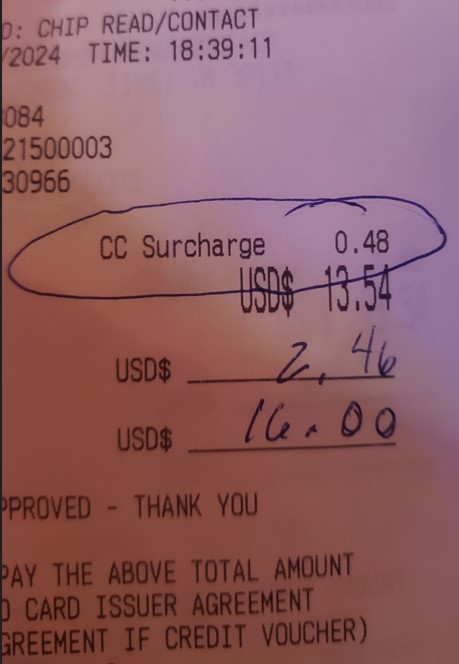 D: CHIP READ/CONTACT
/2024 TIME: 18:39:11
084
21500003
30966
CC Surcharge 0.48
USD$ 13.54
USD$ 2.46
USD$ 16.00
PPROVED - THANK YOU
PAY THE ABOVE TOTAL AMOUNT
O CARD ISSUER AGREEMENT
GREEMENT IF CREDIT VOUCHER)